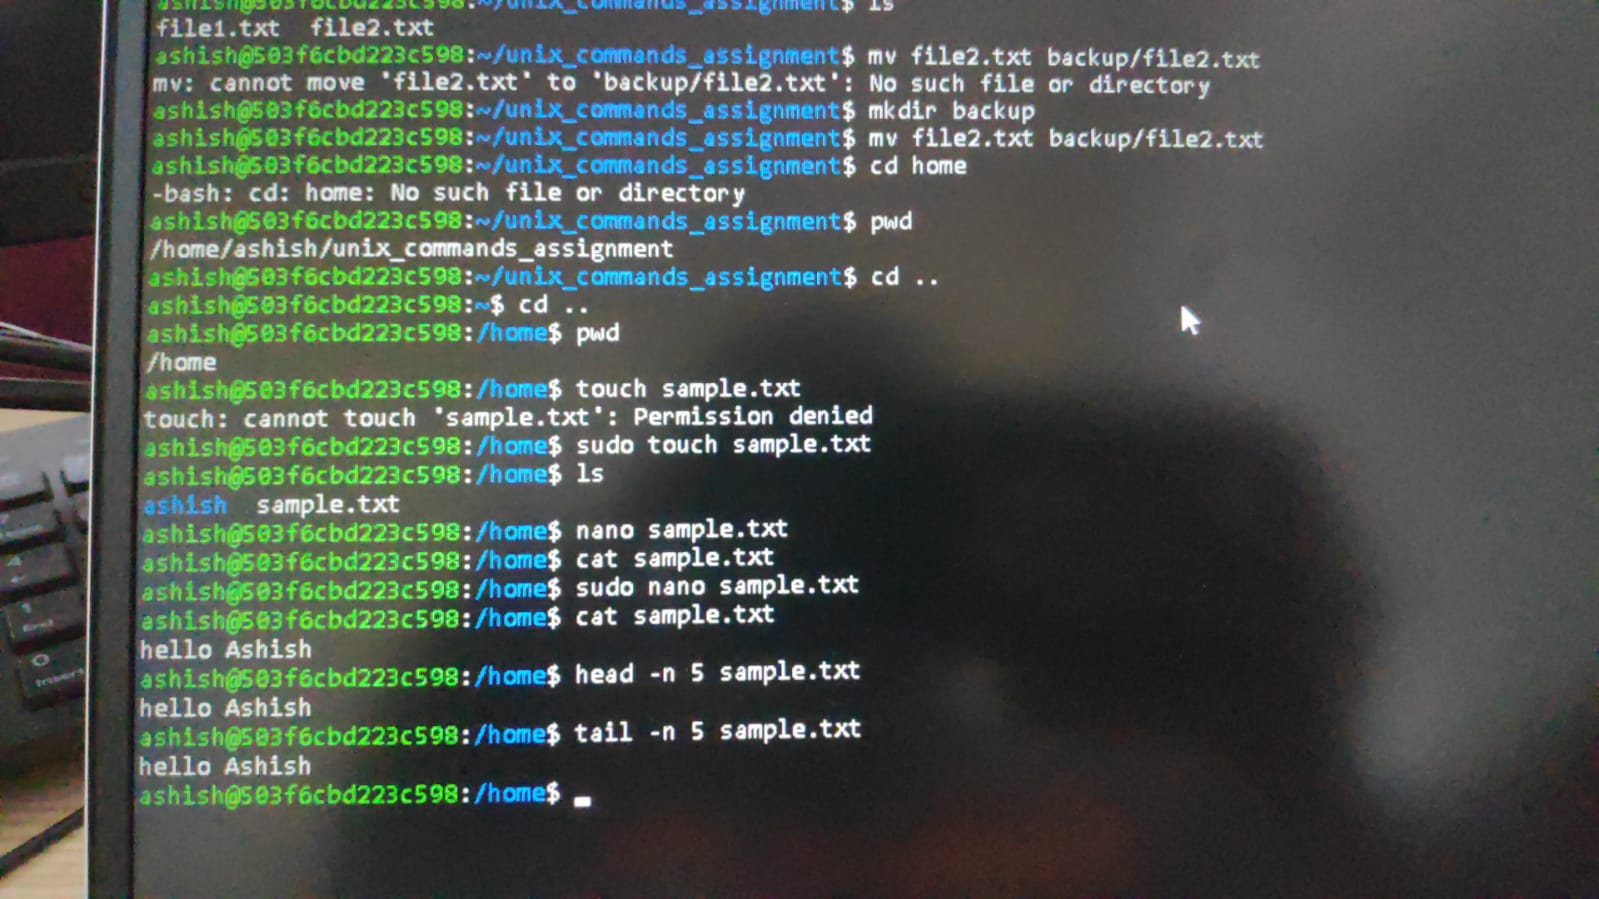 ashish@503f6cbd223c598:~/unix_commands_assignment$ ls
file1.txt  file2.txt
ashish@503f6cbd223c598:~/unix_commands_assignment$ mv file2.txt backup/file2.txt
mv: cannot move 'file2.txt' to 'backup/file2.txt': No such file or directory
ashish@503f6cbd223c598:~/unix_commands_assignment$ mkdir backup
ashish@503f6cbd223c598:~/unix_commands_assignment$ mv file2.txt backup/file2.txt
ashish@503f6cbd223c598:~/unix_commands_assignment$ cd home
-bash: cd: home: No such file or directory
ashish@503f6cbd223c598:~/unix_commands_assignment$ pwd
/home/ashish/unix_commands_assignment
ashish@503f6cbd223c598:~/unix_commands_assignment$ cd ..
ashish@503f6cbd223c598:~$ cd ..
ashish@503f6cbd223c598:/home$ pwd
/home
ashish@503f6cbd223c598:/home$ touch sample.txt
touch: cannot touch 'sample.txt': Permission denied
ashish@503f6cbd223c598:/home$ sudo touch sample.txt
ashish@503f6cbd223c598:/home$ ls
ashish  sample.txt
ashish@503f6cbd223c598:/home$ nano sample.txt
ashish@503f6cbd223c598:/home$ cat sample.txt
ashish@503f6cbd223c598:/home$ sudo nano sample.txt
ashish@503f6cbd223c598:/home$ cat sample.txt
hello Ashish
ashish@503f6cbd223c598:/home$ head -n 5 sample.txt
hello Ashish
ashish@503f6cbd223c598:/home$ tail -n 5 sample.txt
hello Ashish
ashish@503f6cbd223c598:/home$